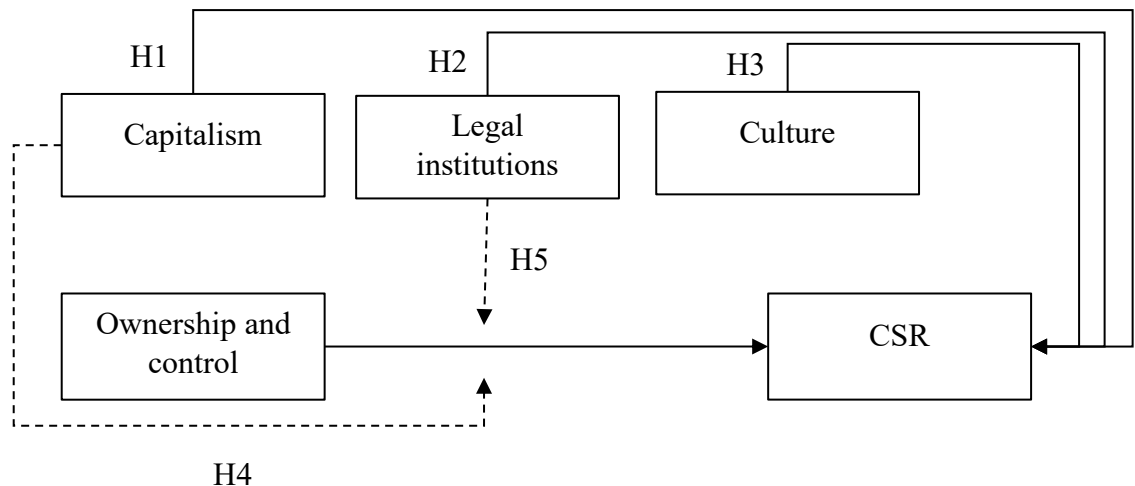 H1
H2
H3
Capitalism
Legal
institutions
Culture
H5
Ownership and
control
CSR
H4